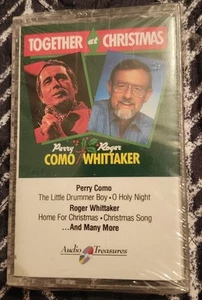 TOGETHER at CHRISTMAS
Perry Roger
COMO WHITTAKER
Perry Como
The Little Drummer Boy • O Holy Night
Roger Whittaker
Home For Christmas • Christmas Song
...And Many More
Audio Treasures